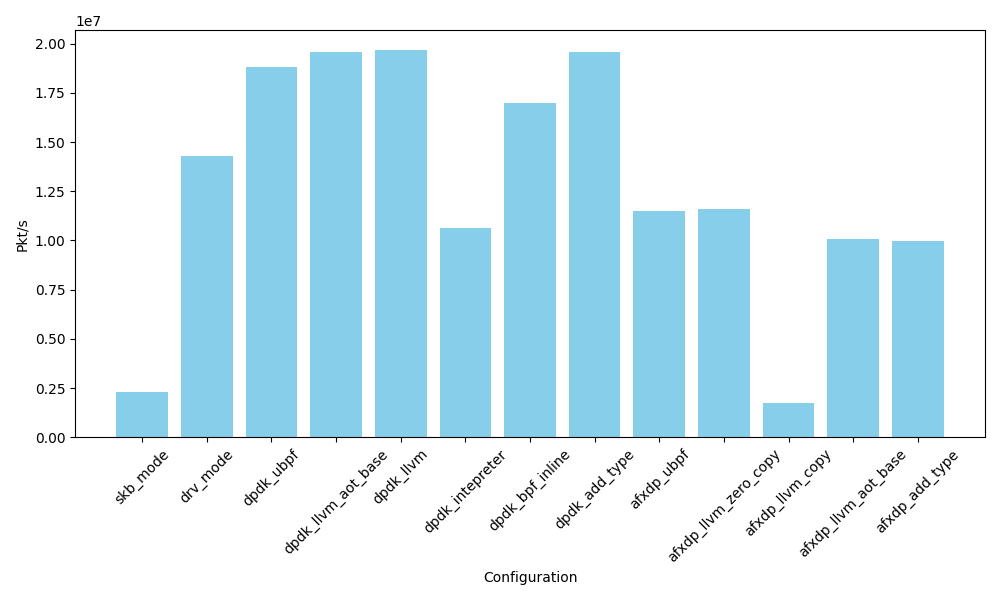 1e7
2.00
1.75
1.50
1.25
1.00
0.75
0.50
0.25
0.00
Pkt/s
skb_mode
drv_mode
dpdk_ubpf
dpdk_llvm_aot_base
dpdk_llvm
dpdk_intepreter
dpdk_bpf_inline
dpdk_add_type
afxdp_ubpf
afxdp_llvm_zero_copy
afxdp_llvm_copy
afxdp_llvm_aot_base
afxdp_add_type
Configuration